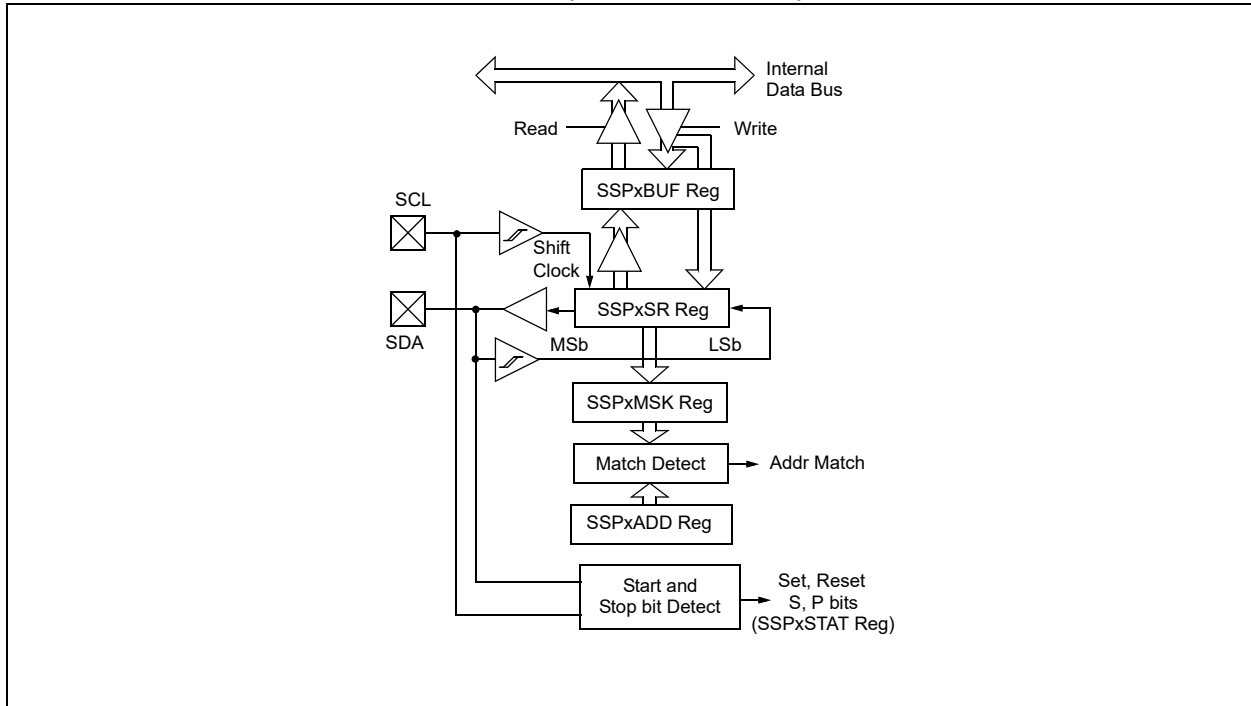 Internal
Data Bus
Read
Write
SSPxBUF Reg
SCL
Shift
Clock
SSPxSR Reg
SDA
MSb
LSb
SSPxMSK Reg
Match Detect
Addr Match
SSPxADD Reg
Start and
Stop bit Detect
Set, Reset
S, P bits
(SSPxSTAT Reg)